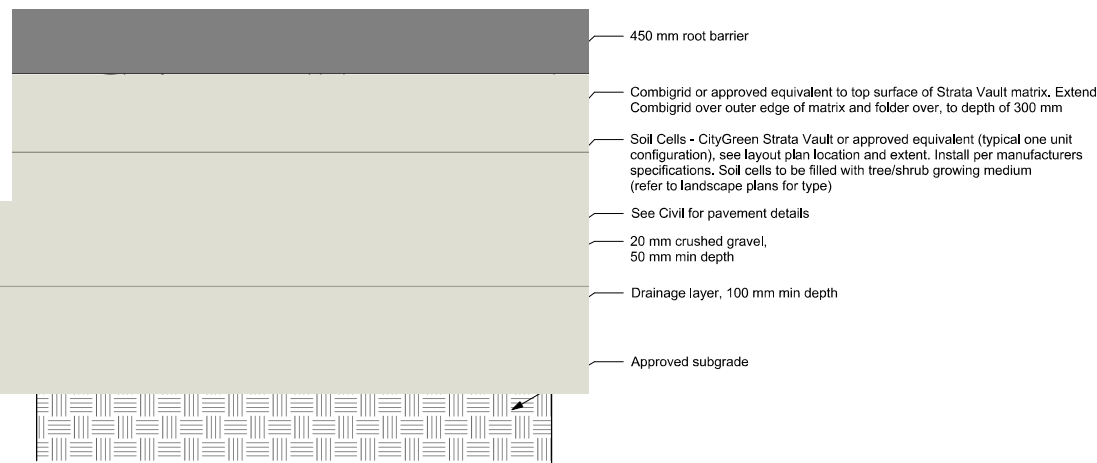 450 mm root barrier
Combigrid or approved equivalent to top surface of Strata Vault matrix. Extend
Combigrid over outer edge of matrix and folder over, to depth of 300 mm
Soil Cells - CityGreen Strata Vault or approved equivalent (typical one unit
configuration), see layout plan location and extent. Install per manufacturers
specifications. Soil cells to be filled with tree/shrub growing medium
(refer to landscape plans for type)
See Civil for pavement details
20 mm crushed gravel,
50 mm min depth
Drainage layer, 100 mm min depth
Approved subgrade